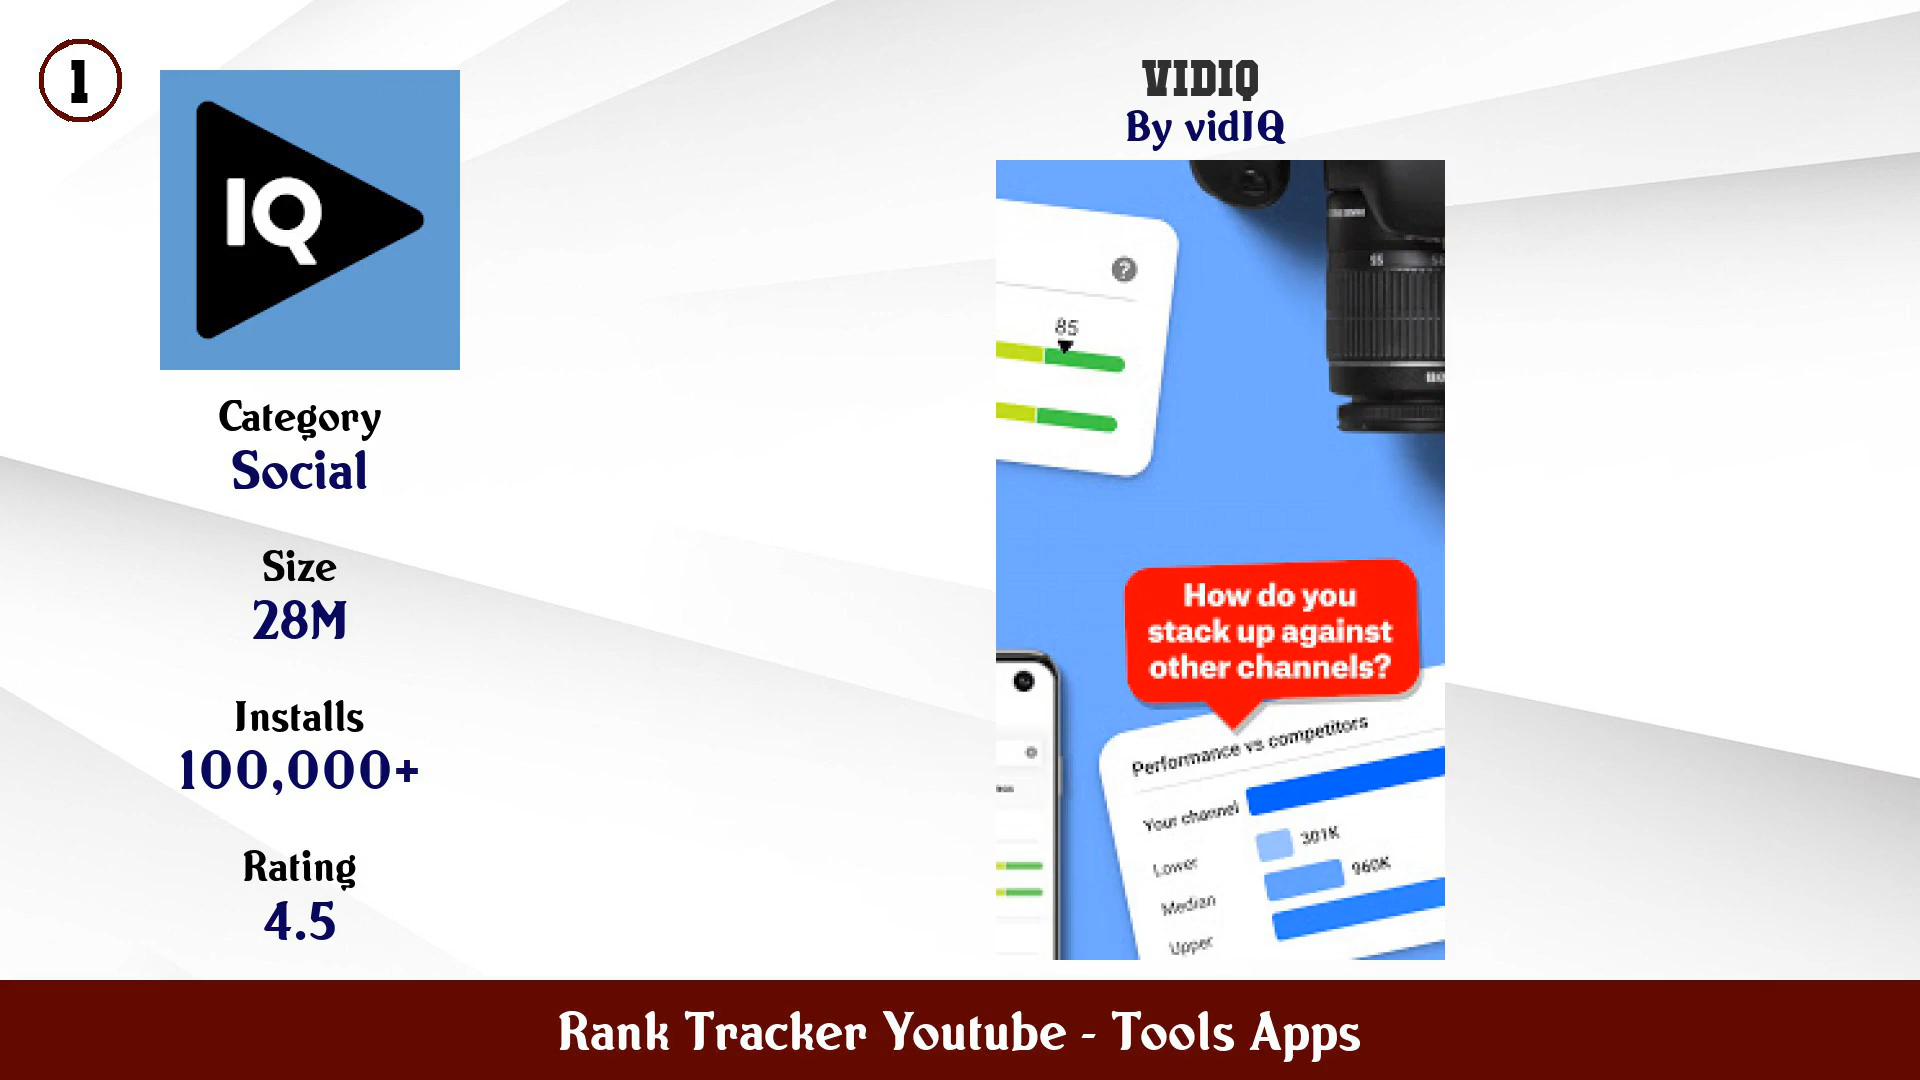 1
IQ
Category
Social
Size
28M
Installs
100,000+
Rating
4.5
VIDIQ
By vidIQ
?
85
How do you
stack up against
other channels?
Performance vs competitors
Your channel
Lower
301K
Median
960K
Upper
Rank Tracker Youtube - Tools Apps